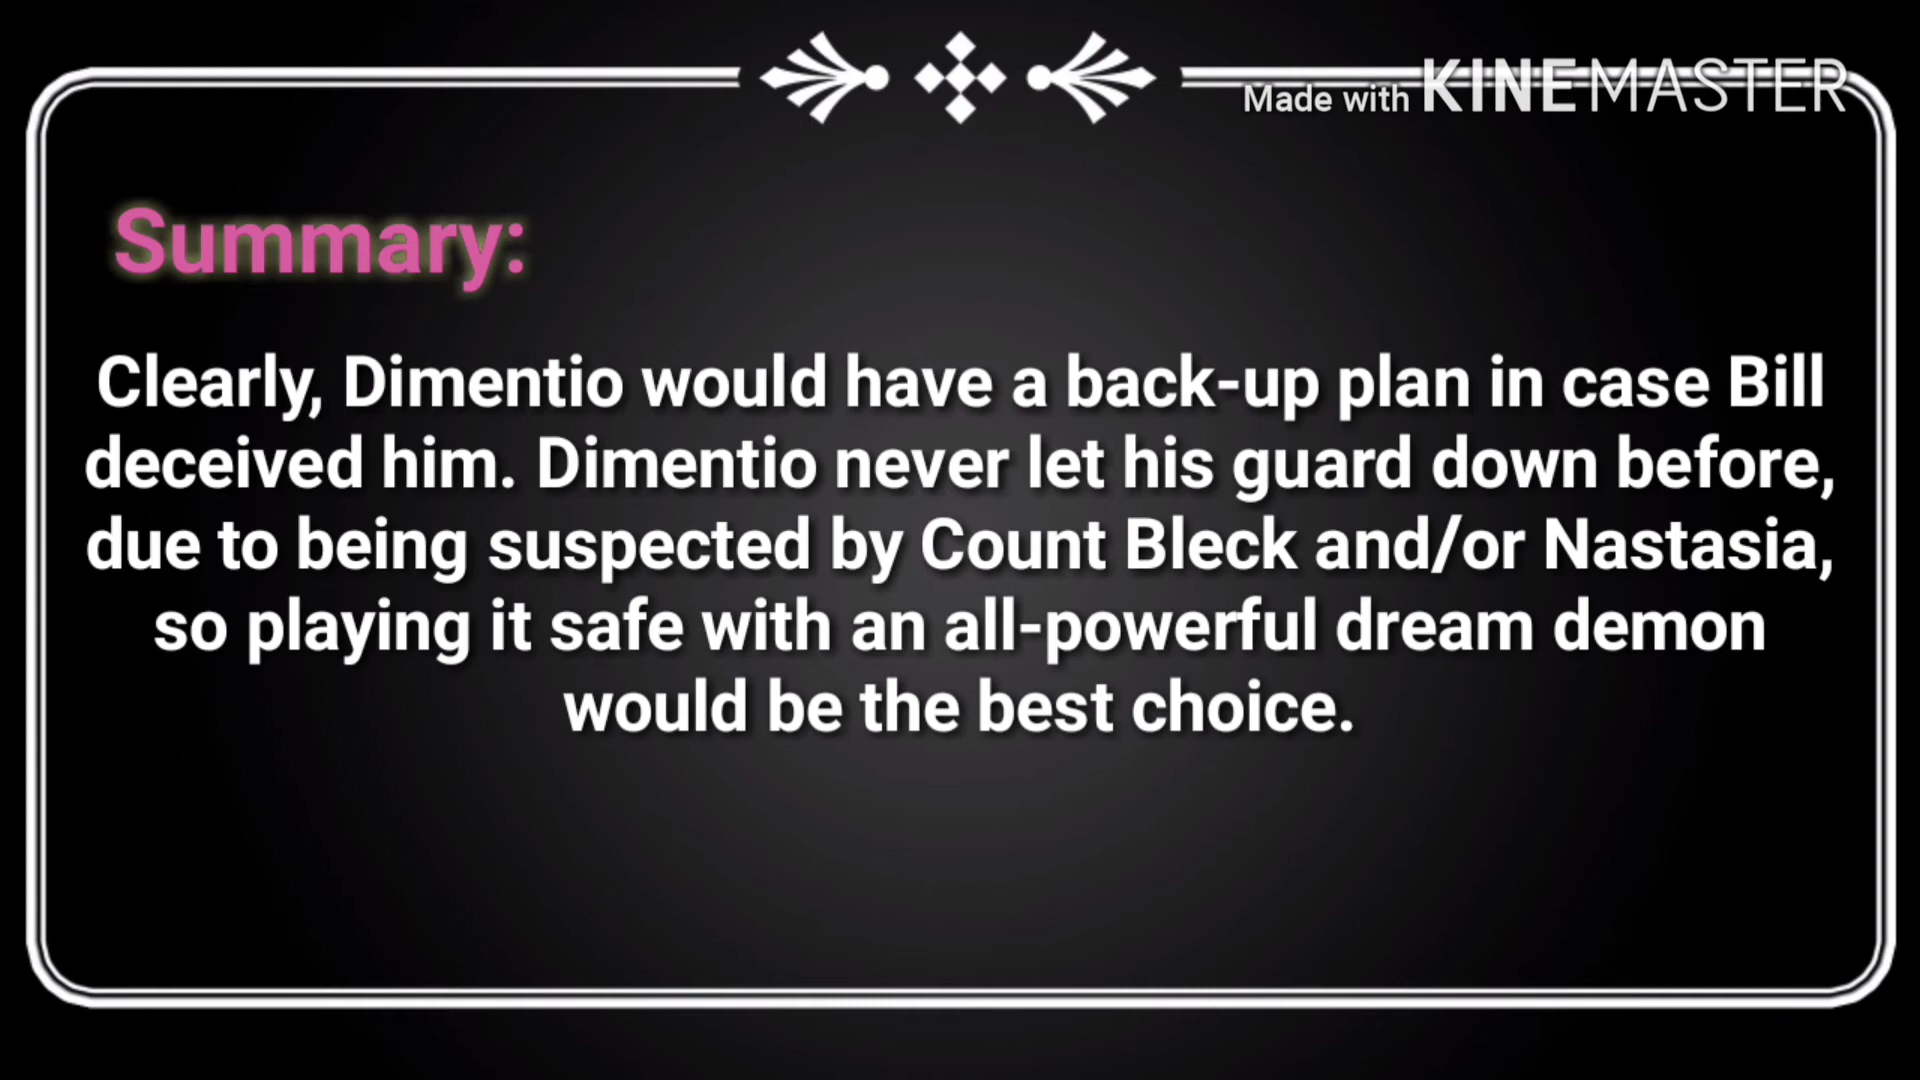 Made with KINEMASTER
Summary:
Clearly, Dimentio would have a back-up plan in case Bill
deceived him. Dimentio never let his guard down before,
due to being suspected by Count Bleck and/or Nastasia,
so playing it safe with an all-powerful dream demon
would be the best choice.